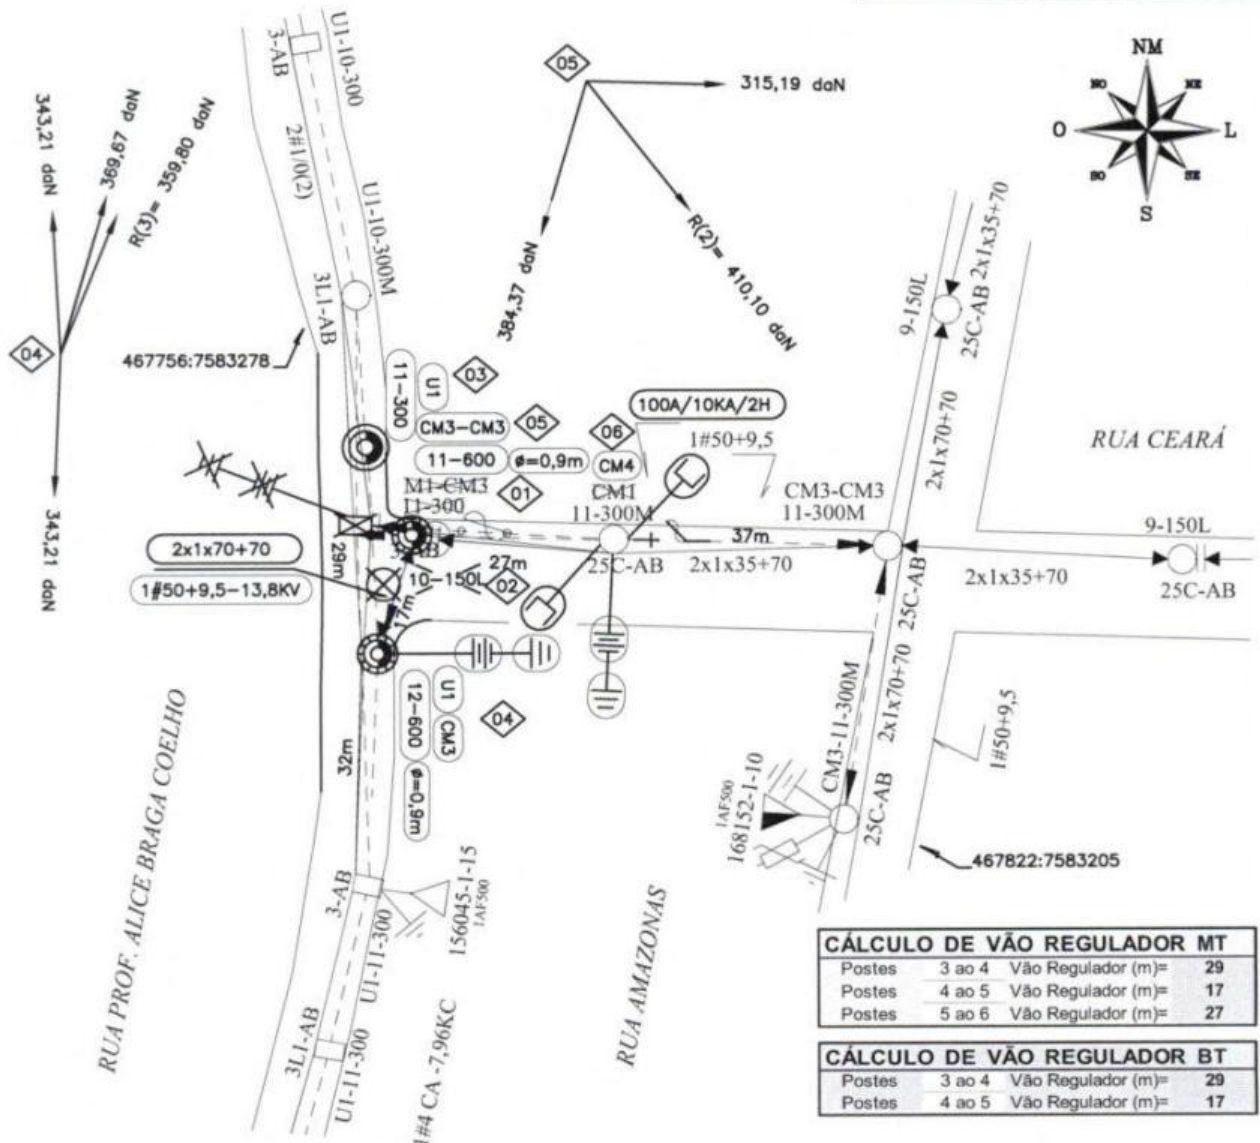 NM
NO
NE
O
L
SO
SE
S
05
315,19 daN
384,37 daN
R(2)= 410,10 daN
343,21 daN
369,67 daN
R(3)= 359,80 daN
04
343,21 daN
3-AB
U1-10-300
2#1/0(2)
U1-10-300M
3L1-AB
467756:7583278
11-300
U1
03
CM3-CM3
05
11-600
ø=0,9m
06
CM4
100A/10KA/2H
1#50+9,5
M1-CM3
11-300
01
CM1
11-300M
CM3-CM3
11-300M
9-150L
25C-AB
2x1x35+70
2x1x70+70
RUA CEARÁ
9-150L
25C-AB
2x1x35+70
2x1x70+70
1#50+9,5-13,8KV
29m
27m
10-150L
02
17m
25C-AB
2x1x35+70
37m
25C-AB
2x1x70+70
12-600
U1
CM3
04
ø=0,9m
32m
CM3-11-300M
1#50+9,5
1AF500
168152-1-10
25C-AB
467822:7583205
RUA PROF. ALICE BRAGA COELHO
3-AB
U1-11-300
156045-1-15
1AF500
RUA AMAZONAS
3L1-AB
U1-11-300
1#4 CA -7,96KC
CÁLCULO DE VÃO REGULADOR MT
Postes 3 ao 4 Vão Regulador (m)= 29
Postes 4 ao 5 Vão Regulador (m)= 17
Postes 5 ao 6 Vão Regulador (m)= 27
CÁLCULO DE VÃO REGULADOR BT
Postes 3 ao 4 Vão Regulador (m)= 29
Postes 4 ao 5 Vão Regulador (m)= 17